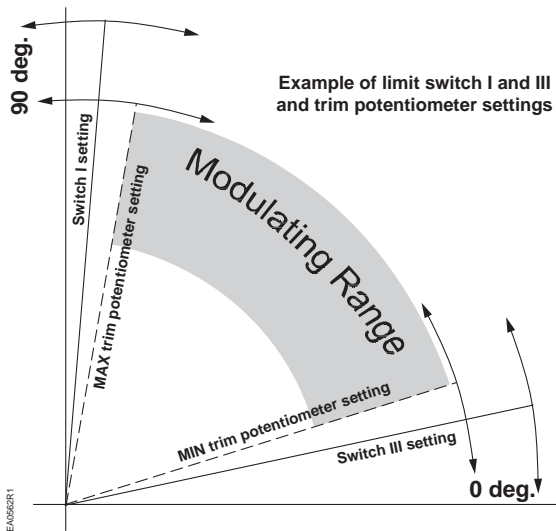 90 deg.
Example of limit switch I and III
and trim potentiometer settings
Switch I setting
MAX trim potentiometer setting
Modulating Range
MIN trim potentiometer setting
Switch III setting
0 deg.
EA0562R1